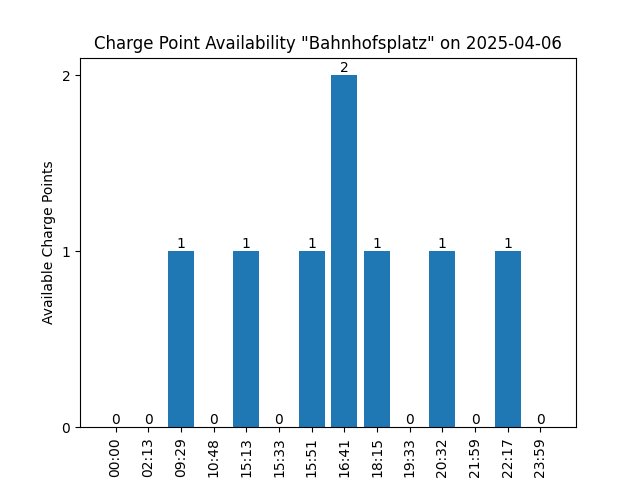 Charge Point Availability "Bahnhofsplatz" on 2025-04-06
Available Charge Points
2
1
0
0 0 1 0 1 0 1 2 1 0 1 0 1 0
00:00 02:13 09:29 10:48 15:13 15:33 15:51 16:41 18:15 19:33 20:32 21:59 22:17 23:59